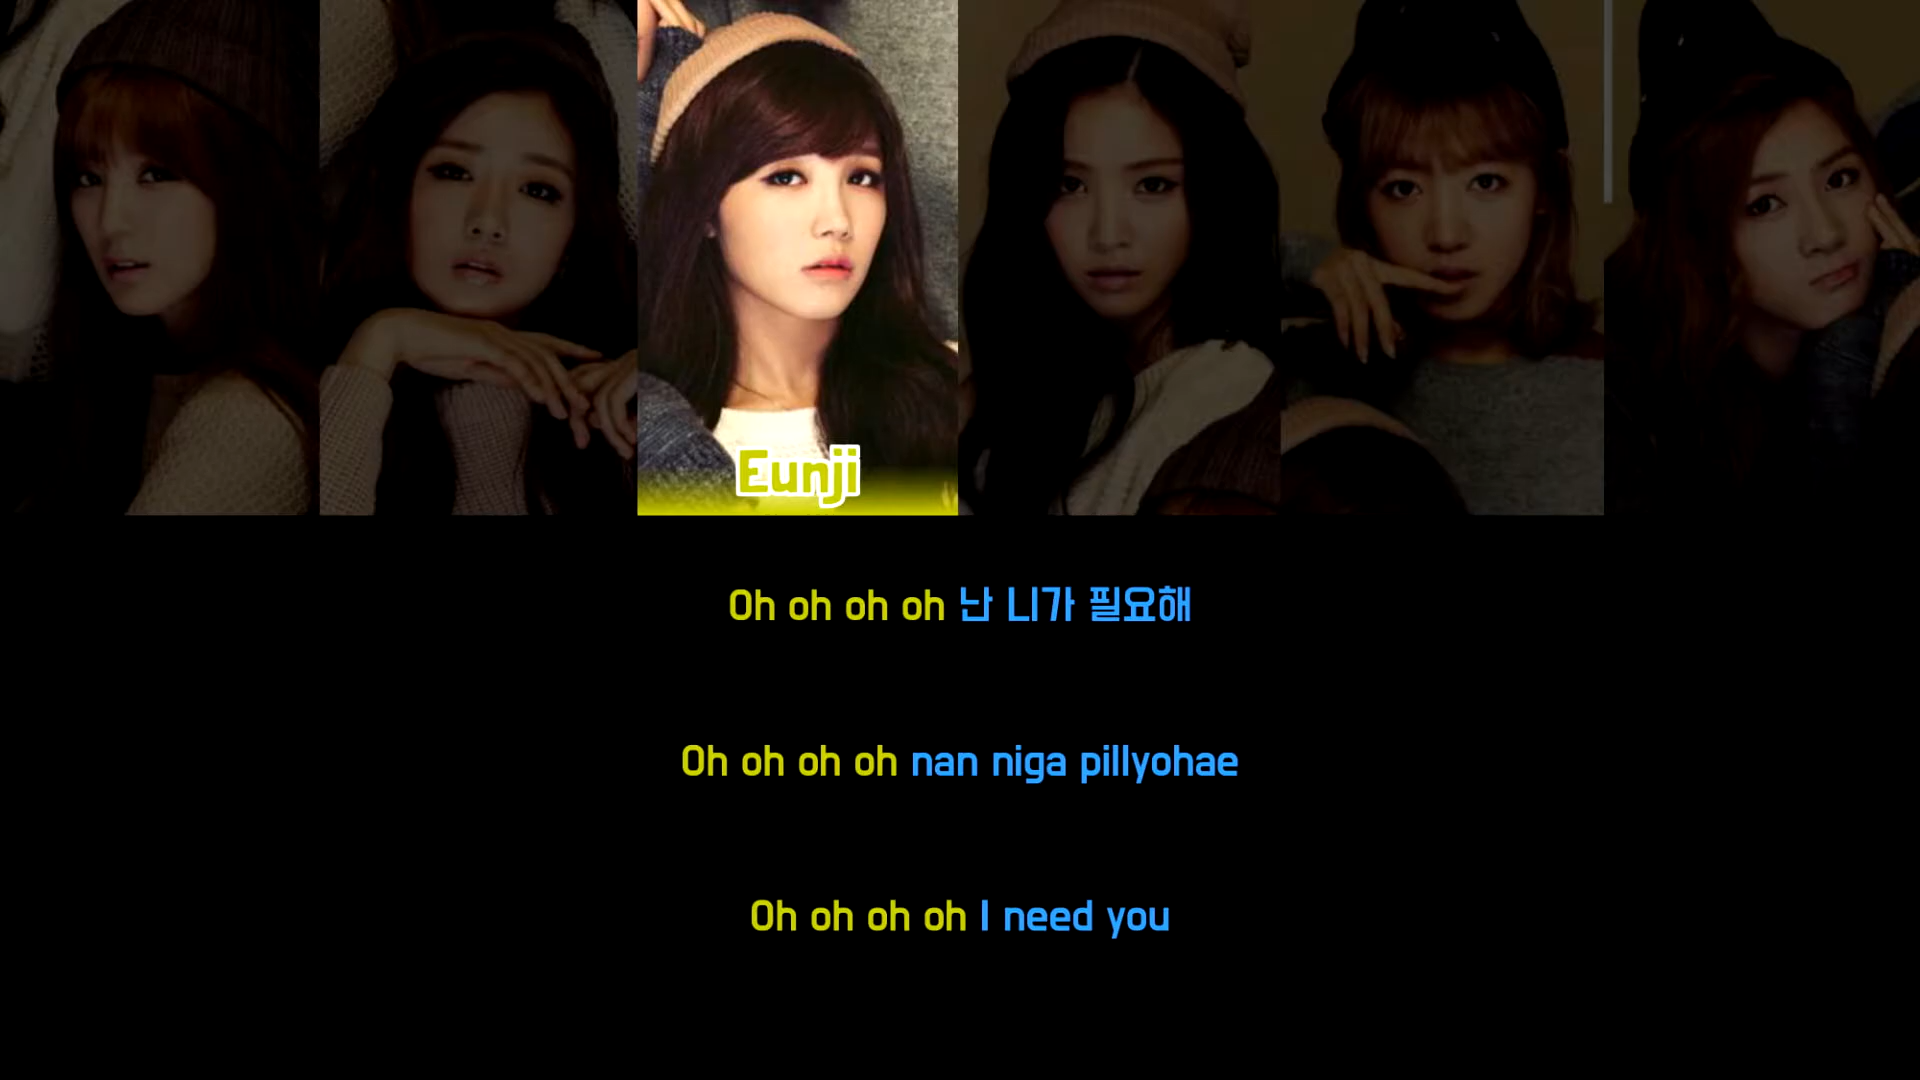 Eunji
Oh oh oh oh 난 니가 필요해
Oh oh oh oh nan niga pillyohae
Oh oh oh oh I need you